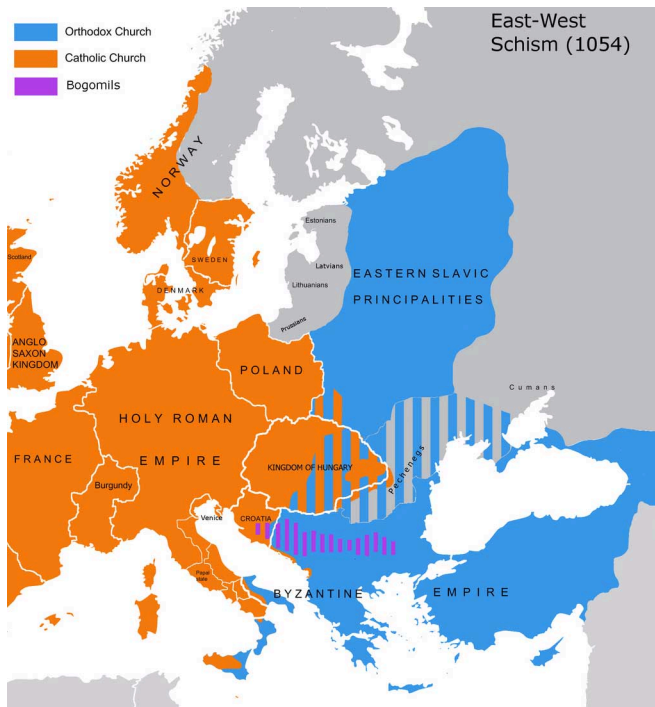 East-West
Schism (1054)
Orthodox Church
Catholic Church
Bogomils
NORWAY
Estonians
Scotland
SWEDEN
Latvians
EASTERN SLAVIC
Lithuanians
DENMARK
PRINCIPALITIES
Prussians
ANGLO
SAXON
KINGDOM
POLAND
Cumans
HOLY ROMAN
FRANCE
EMPIRE
KINGDOM OF HUNGARY
Pechenegs
Burgundy
Venice
CROATIA
Papal
state
BYZANTINE
EMPIRE